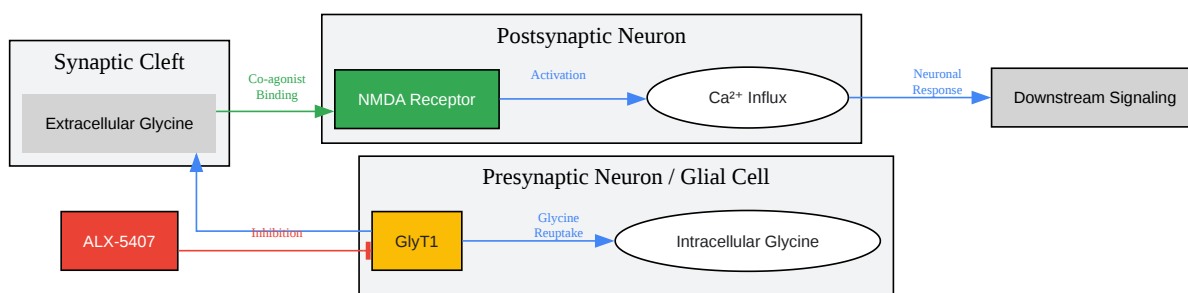 Postsynaptic Neuron
Synaptic Cleft
Co-agonist
Binding
Activation
Neuronal
Response
NMDA Receptor
Ca²⁺ Influx
Downstream Signaling
Extracellular Glycine
Presynaptic Neuron / Glial Cell
ALX-5407
Inhibition
GlyT1
Glycine
Reuptake
Intracellular Glycine